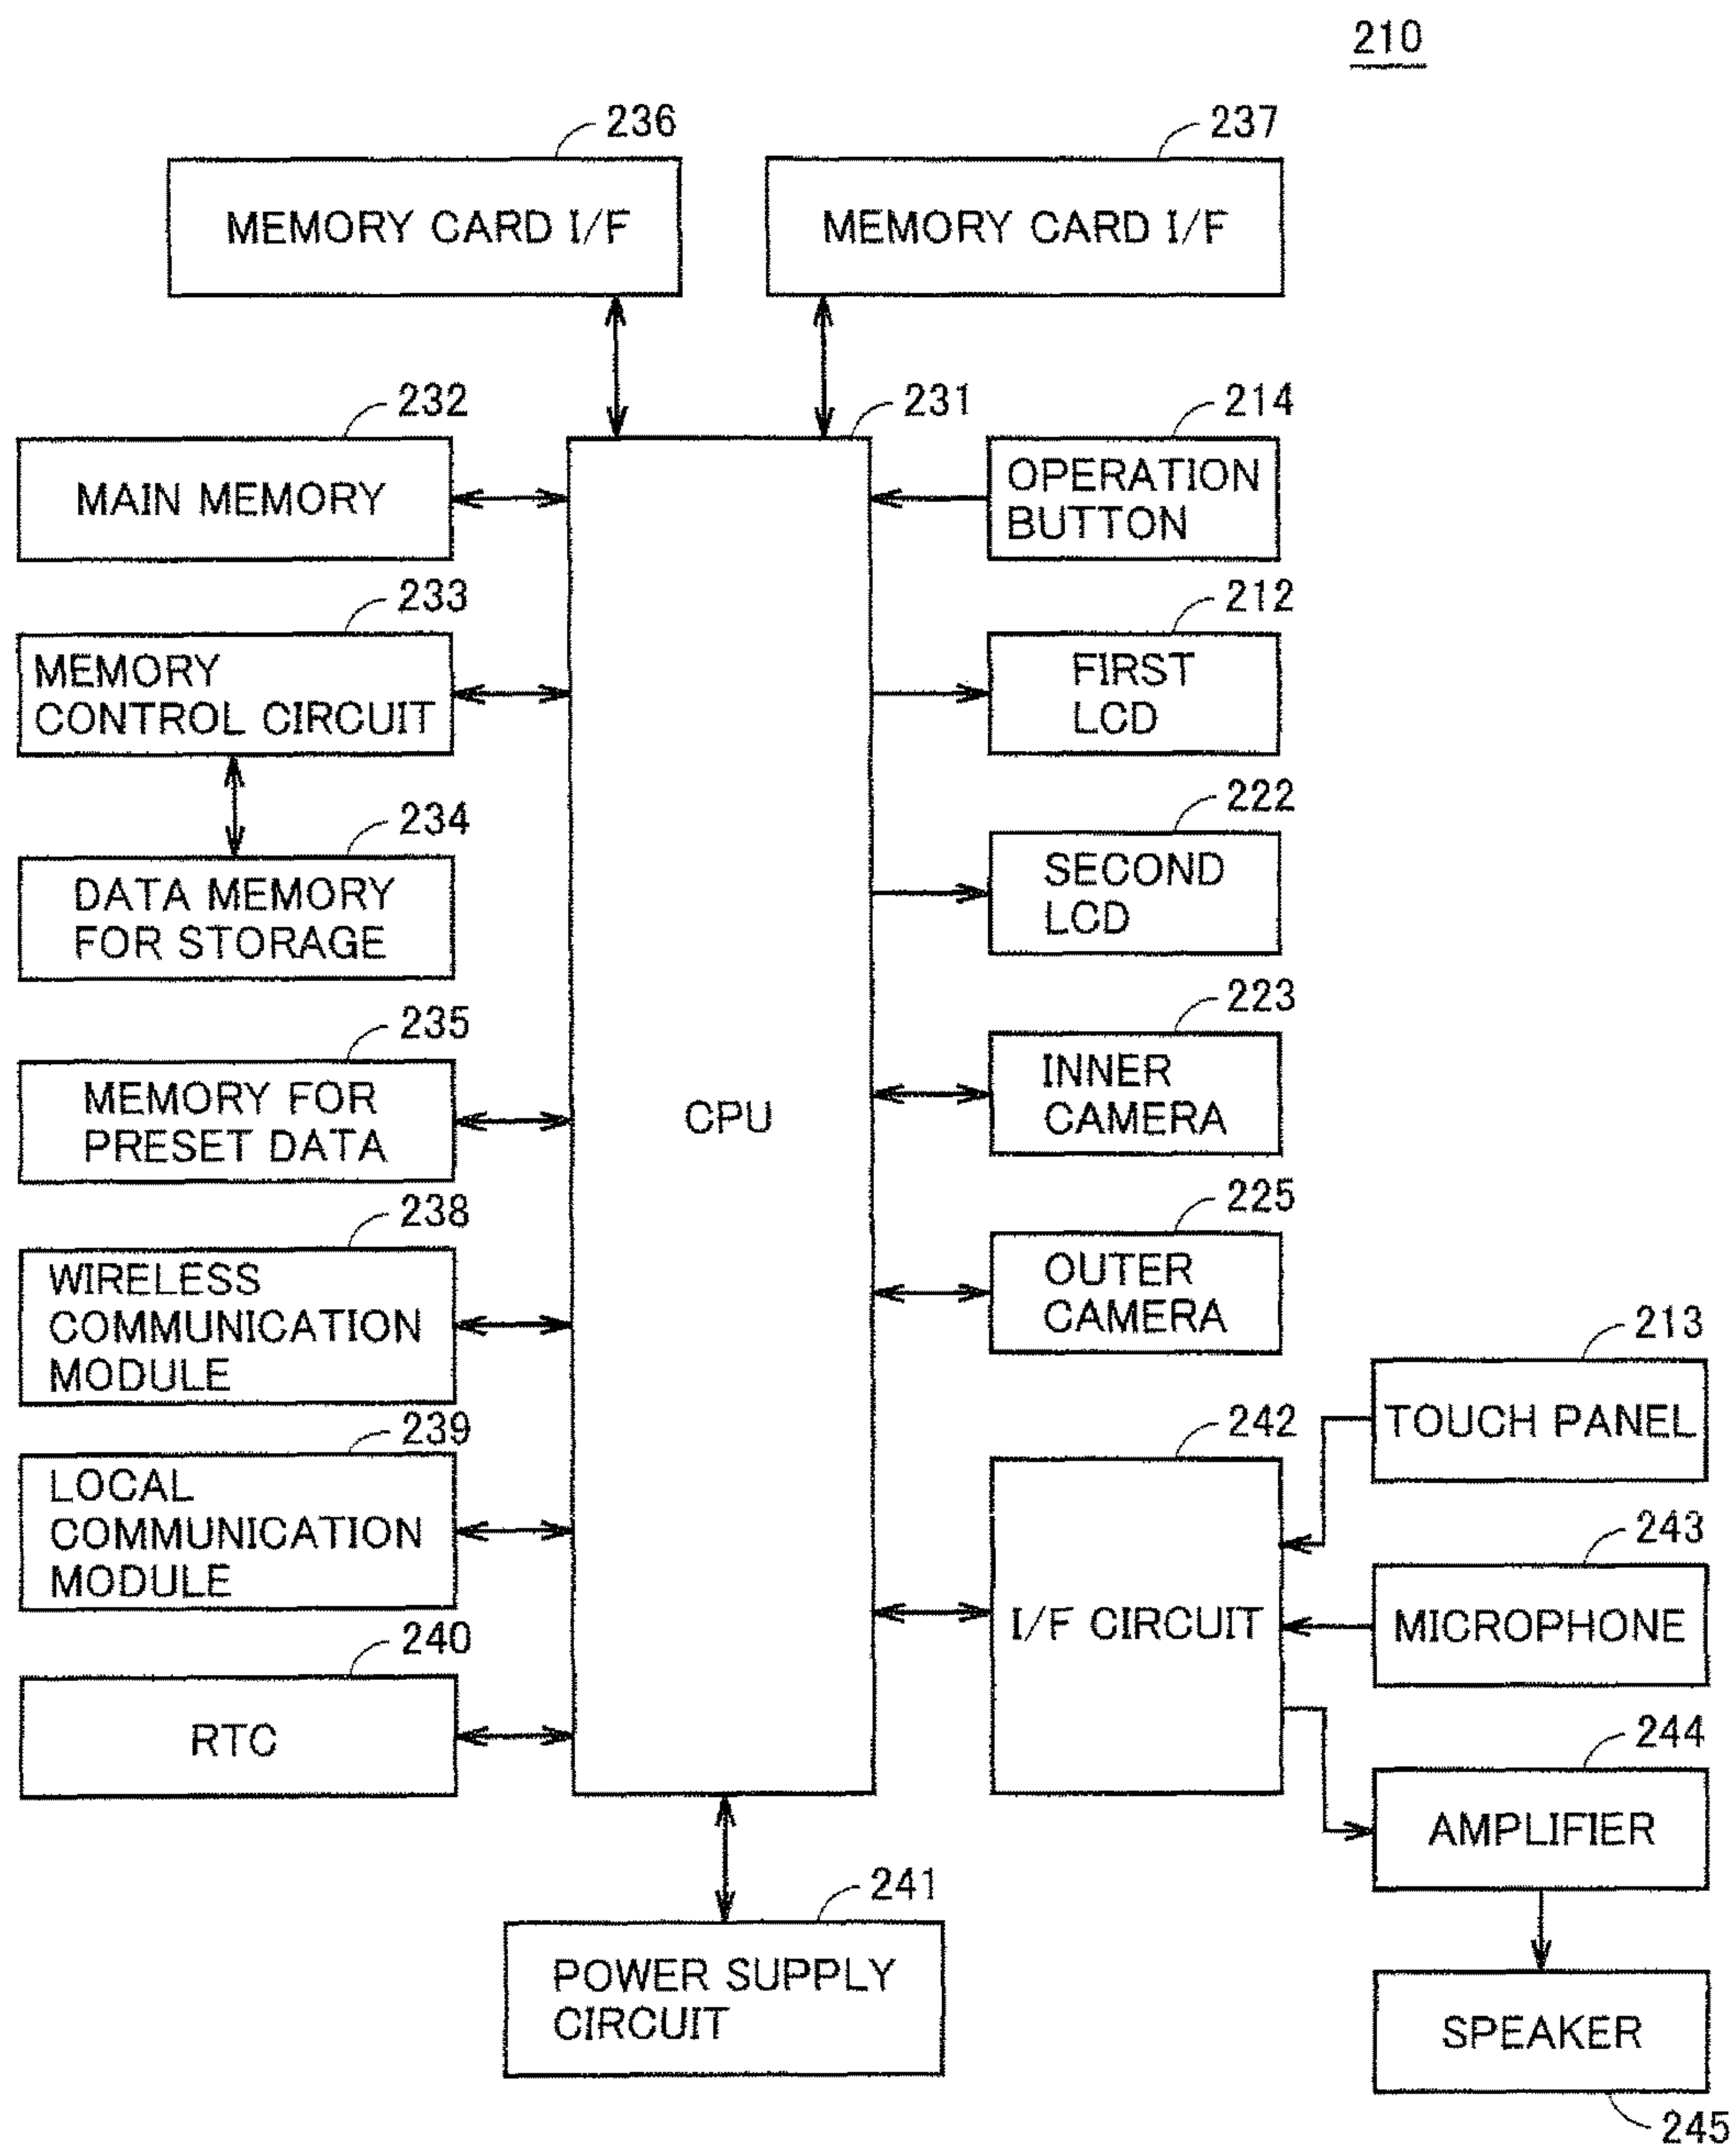 210
236
237
MEMORY CARD I/F
MEMORY CARD I/F
232
231
214
MAIN MEMORY
OPERATION
BUTTON
233
212
MEMORY
CONTROL CIRCUIT
FIRST
LCD
234
222
DATA MEMORY
FOR STORAGE
SECOND
LCD
235
223
MEMORY FOR
PRESET DATA
CPU
INNER
CAMERA
238
225
WIRELESS
COMMUNICATION
MODULE
OUTER
CAMERA
213
TOUCH PANEL
239
242
LOCAL
COMMUNICATION
MODULE
243
I/F CIRCUIT
MICROPHONE
240
RTC
244
AMPLIFIER
241
POWER SUPPLY
CIRCUIT
SPEAKER
245